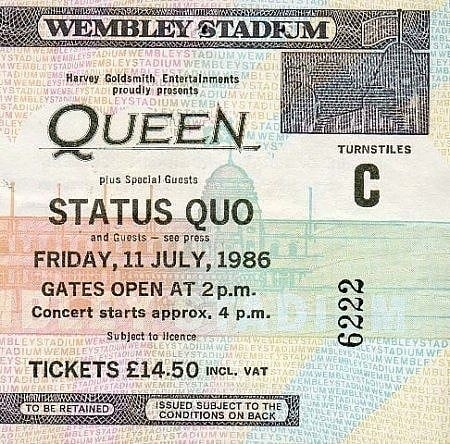 WEMBLEY STADIUM
Harvey Goldsmith Entertainments
proudly presents
QUEEN
plus Special Guests
STATUS QUO
and Guests — see press
FRIDAY, 11 JULY, 1986
GATES OPEN AT 2 p.m.
Concert starts approx. 4 p.m.
Subject to licence
TICKETS £14.50 INCL. VAT
TURNSTILES
C
6222
TO BE RETAINED
ISSUED SUBJECT TO THE
CONDITIONS ON BACK